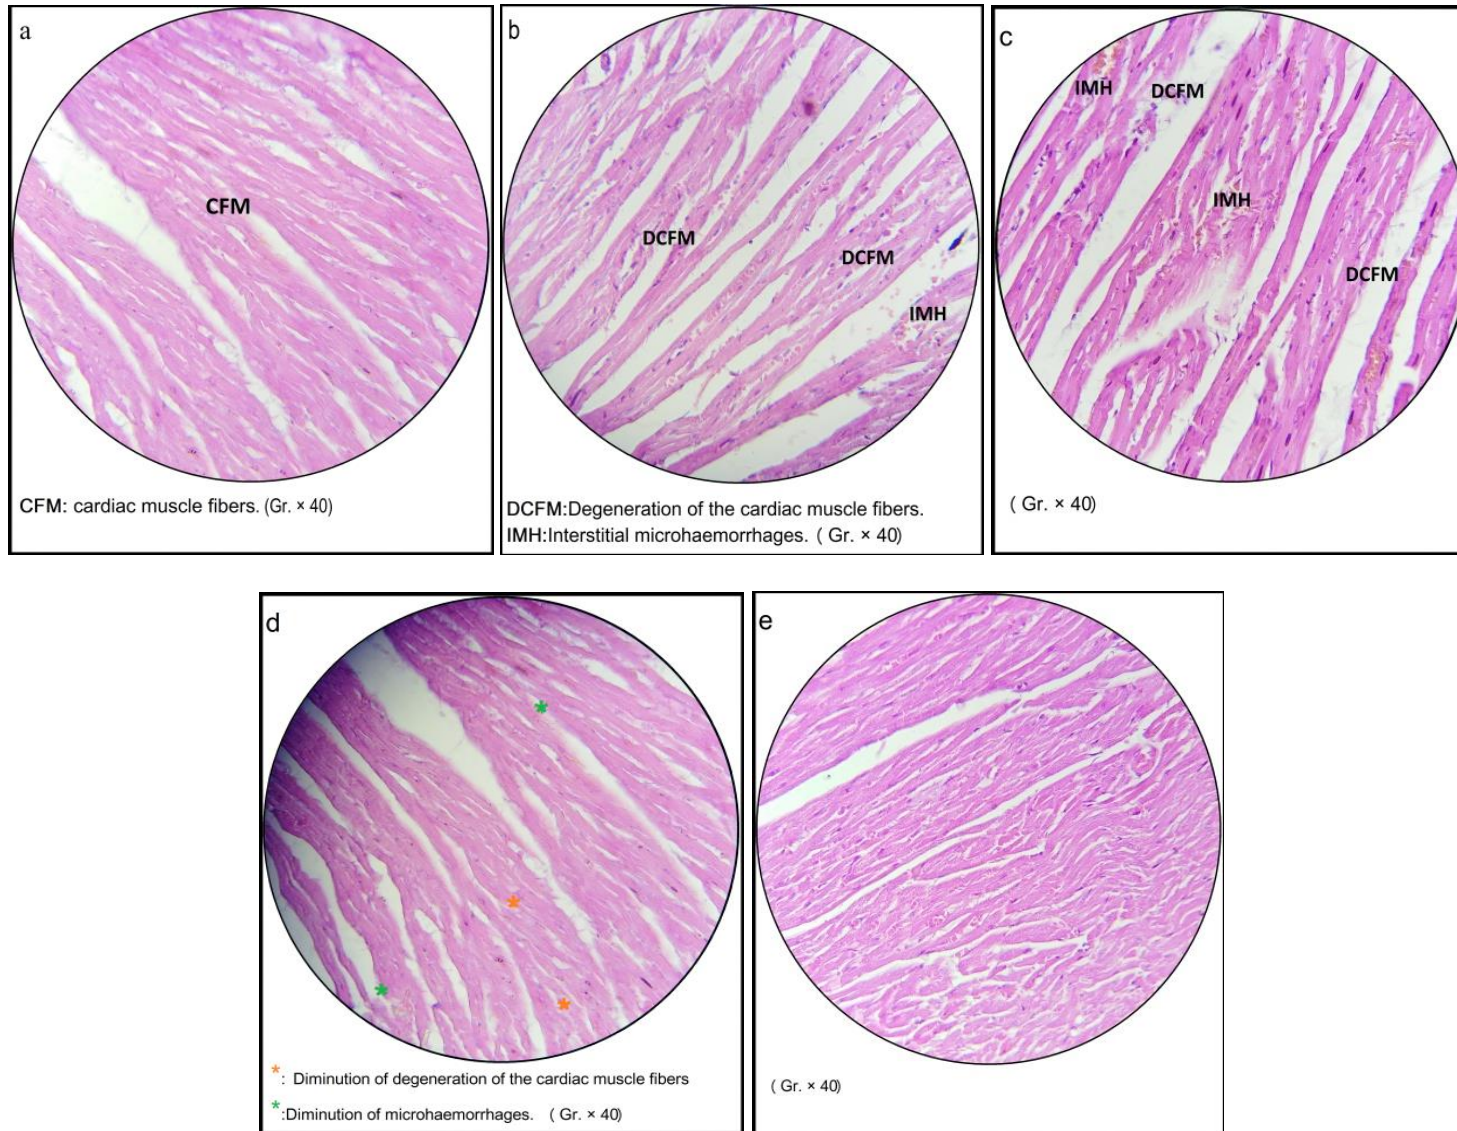 a
CFM
CFM: cardiac muscle fibers. (Gr. × 40)
b
DCFM
DCFM
IMH
DCFM:Degeneration of the cardiac muscle fibers.
IMH:Interstitial microhaemorrhages. ( Gr. × 40)
c
IMH
DCFM
IMH
DCFM
( Gr. × 40)
d
*
*
*
*
*: Diminution of degeneration of the cardiac muscle fibers
*:Diminution of microhaemorrhages. ( Gr. × 40)
e
( Gr. × 40)